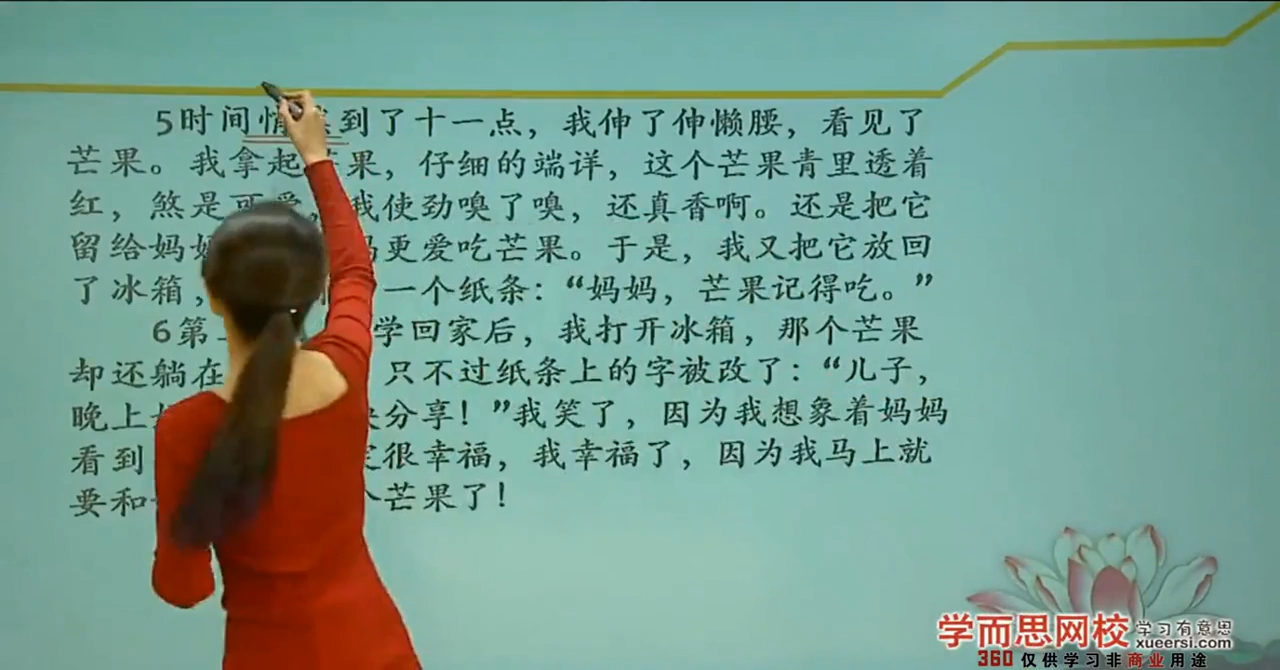 5时间悄 到了十一点，我伸了伸懒腰，看见了
芒果。我拿起芒果，仔细的端详，这个芒果青里透着
红，煞是可爱，我使劲嗅了嗅，还真香啊。还是把它
留给妈妈 妈更爱吃芒果。于是，我又把它放回
了冰箱， 一个纸条：“妈妈，芒果记得吃。”
6第 学回家后，我打开冰箱，那个芒果
却还躺在 只不过纸条上的字被改了：“儿子，
晚上 分享！”我笑了，因为我想象着妈妈
看到 很幸福，我幸福了，因为我马上就
要和 个芒果了！
学而思网校 学习有意思
xueersi.com
360 仅供学习非商业用途